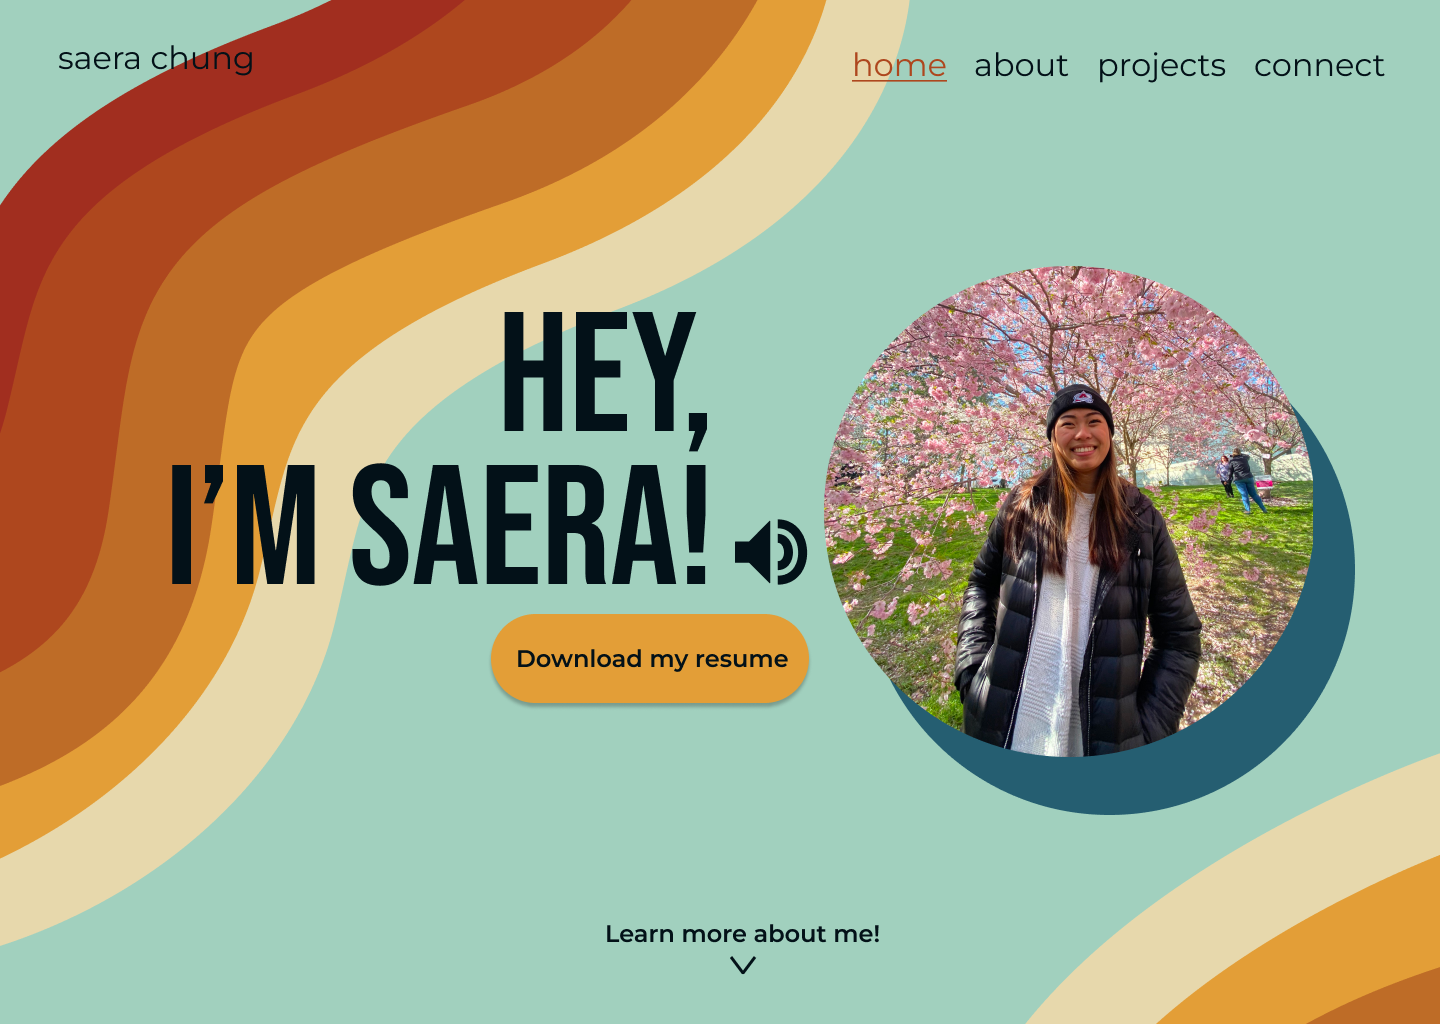 saera chung
home about projects connect
HEY,
I’M SAERA!
Download my resume
Learn more about me!